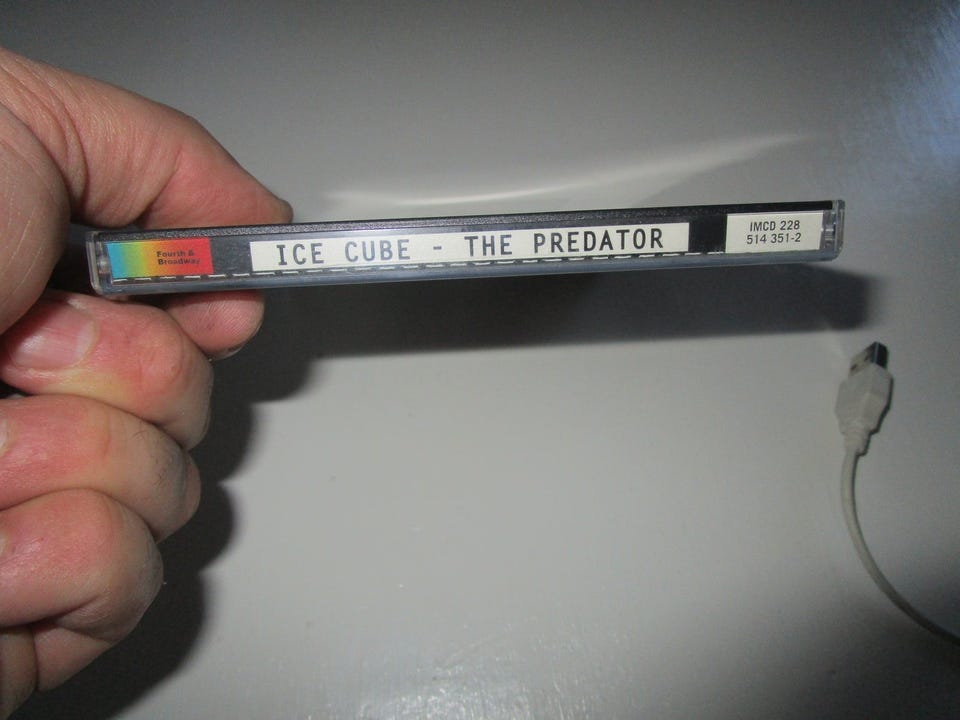 Fourth &
Broadway
ICE CUBE - THE PREDATOR
IMCD 228
514 351-2